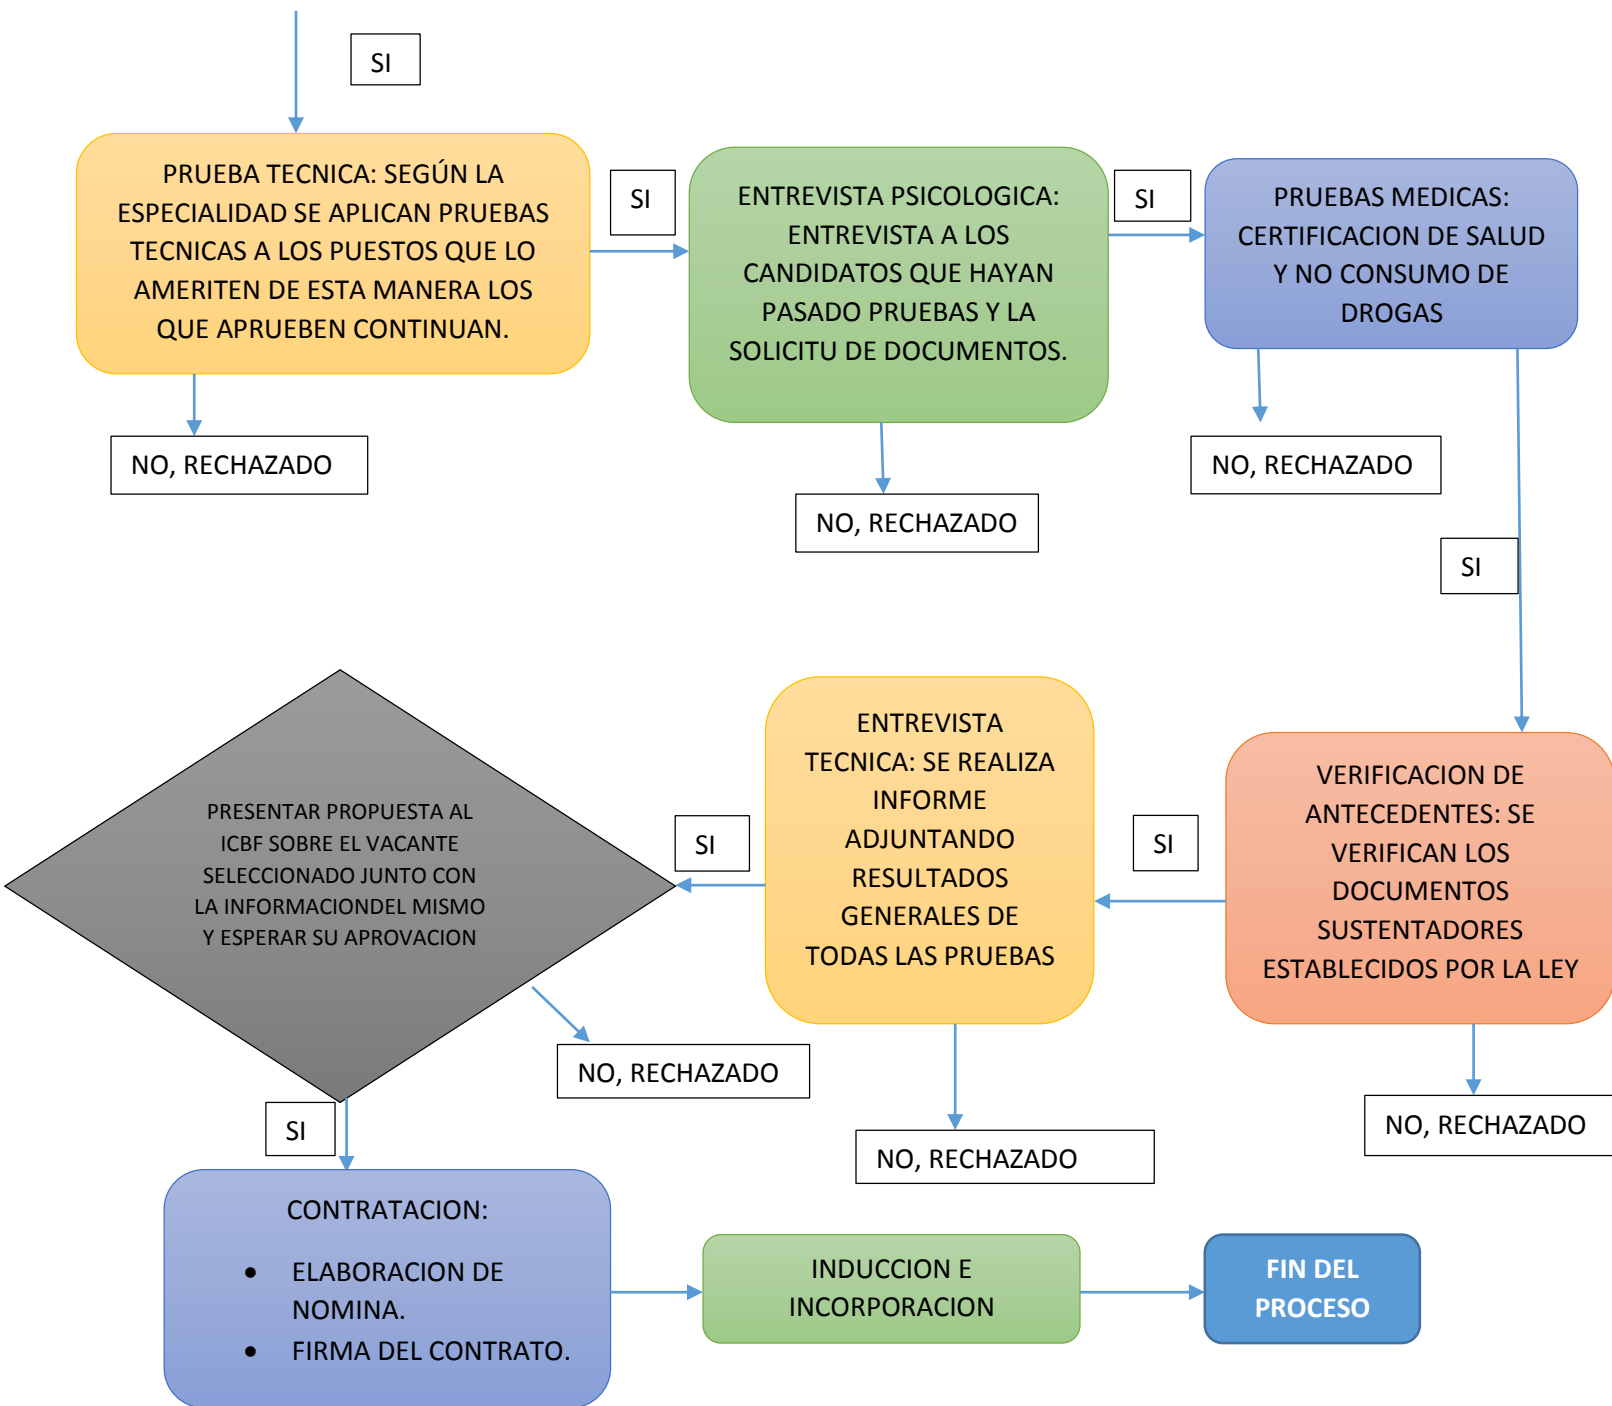 SI
PRUEBA TECNICA: SEGÚN LA
ESPECIALIDAD SE APLICAN PRUEBAS
TECNICAS A LOS PUESTOS QUE LO
AMERITEN DE ESTA MANERA LOS
QUE APRUEBEN CONTINUAN.
SI
ENTREVISTA PSICOLOGICA:
ENTREVISTA A LOS
CANDIDATOS QUE HAYAN
PASADO PRUEBAS Y LA
SOLICITU DE DOCUMENTOS.
SI
PRUEBAS MEDICAS:
CERTIFICACION DE SALUD
Y NO CONSUMO DE
DROGAS
NO, RECHAZADO
NO, RECHAZADO
NO, RECHAZADO
SI
VERIFICACION DE
ANTECEDENTES: SE
VERIFICAN LOS
DOCUMENTOS
SUSTENTADORES
ESTABLECIDOS POR LA LEY
SI
ENTREVISTA
TECNICA: SE REALIZA
INFORME
ADJUNTANDO
RESULTADOS
GENERALES DE
TODAS LAS PRUEBAS
SI
PRESENTAR PROPUESTA AL
ICBF SOBRE EL VACANTE
SELECCIONADO JUNTO CON
LA INFORMACIONDEL MISMO
Y ESPERAR SU APROVACION
NO, RECHAZADO
NO, RECHAZADO
NO, RECHAZADO
SI
CONTRATACION:
• ELABORACION DE
NOMINA.
• FIRMA DEL CONTRATO.
INDUCCION E
INCORPORACION
FIN DEL
PROCESO